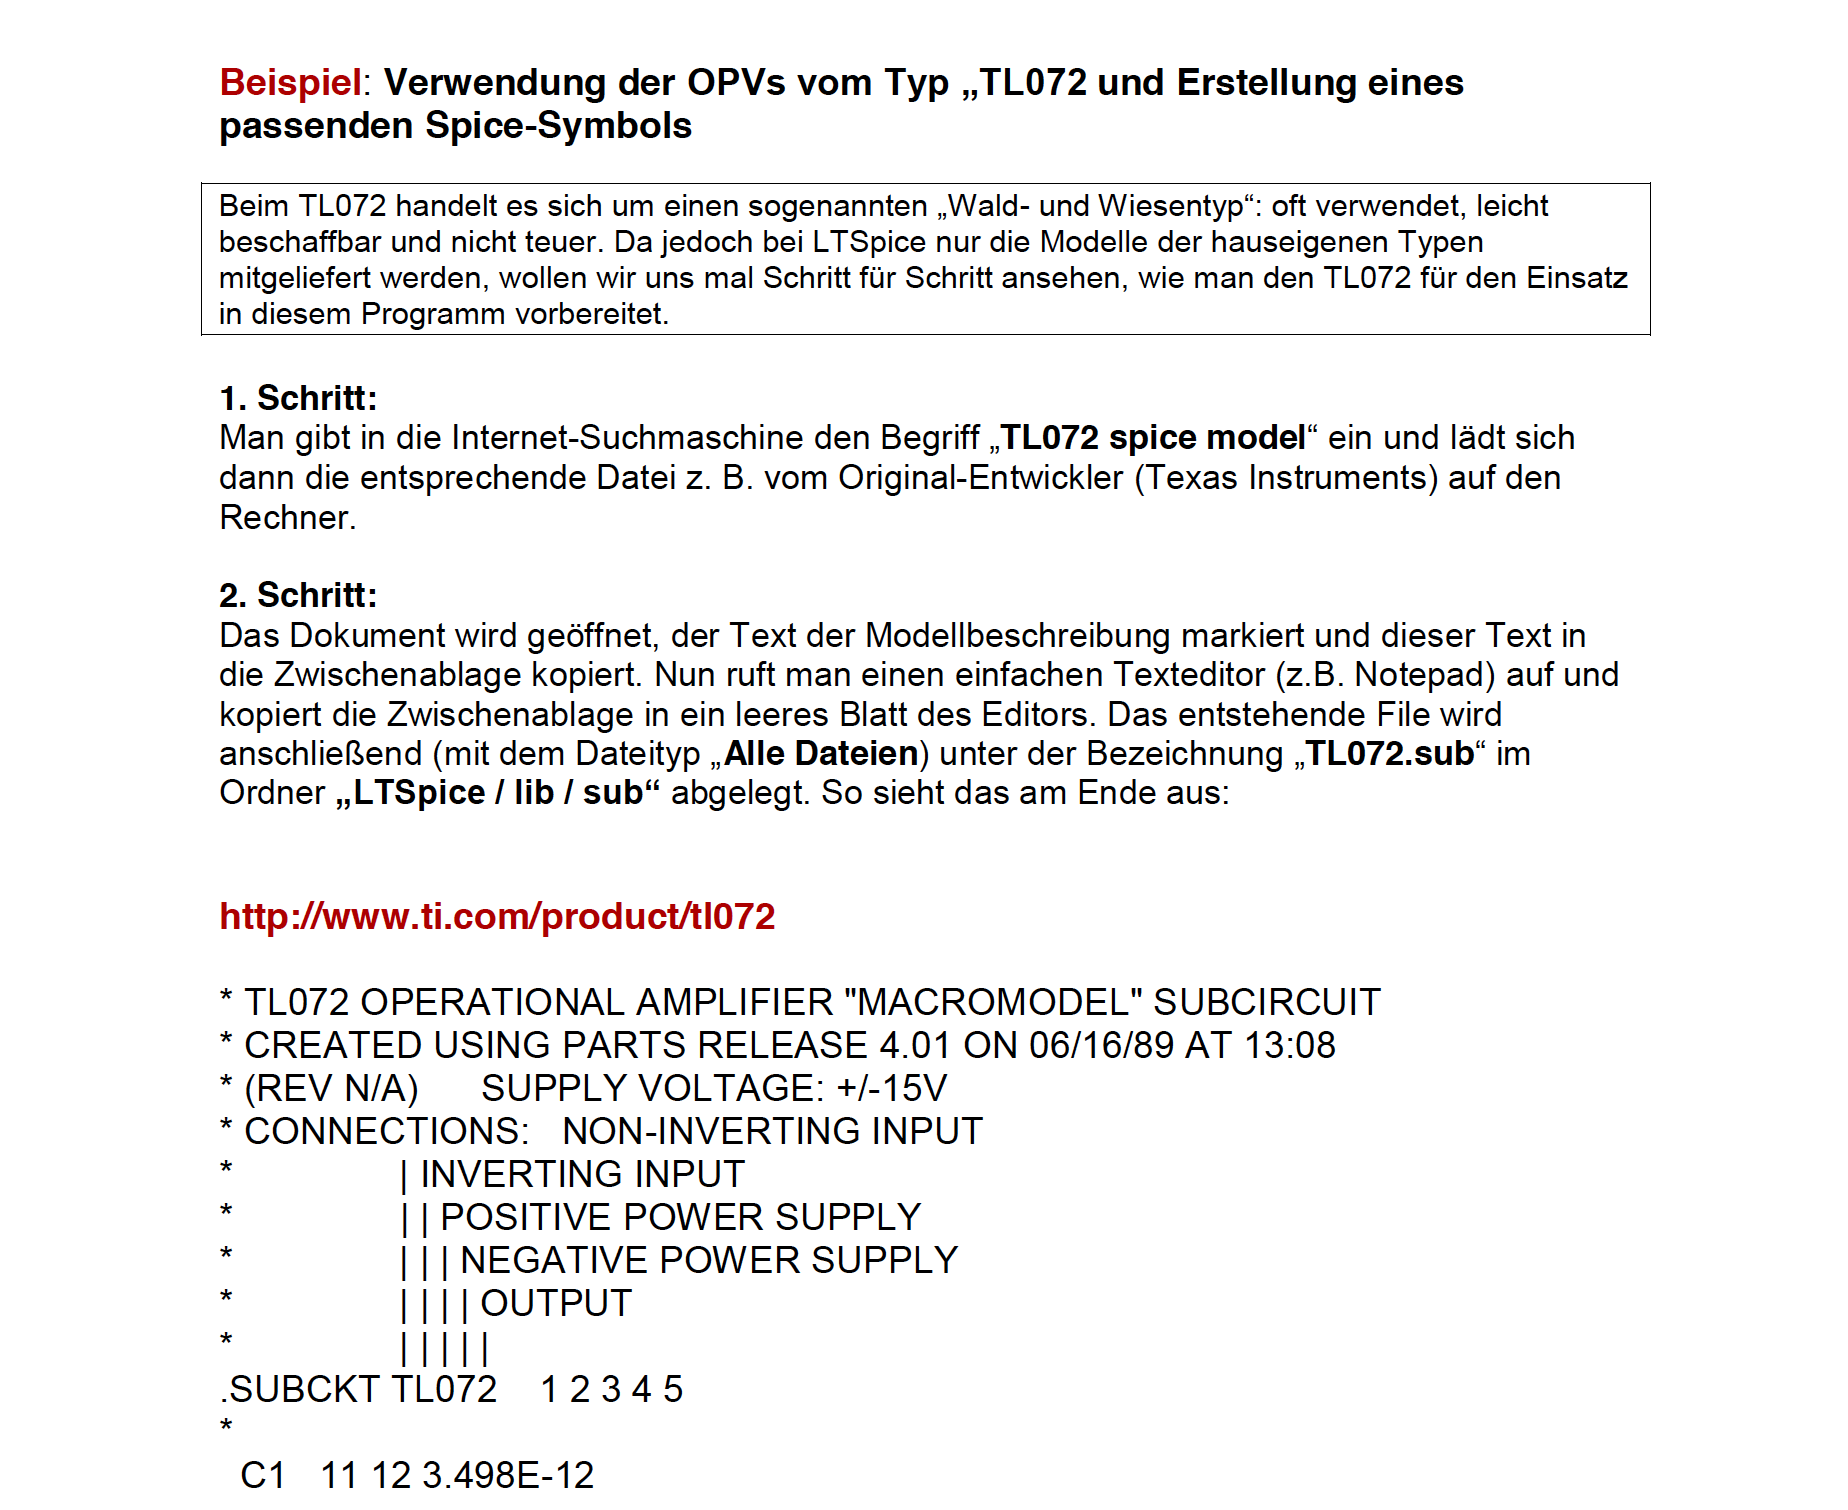 Beispiel: Verwendung der OPVs vom Typ „TL072 und Erstellung eines
passenden Spice-Symbols
Beim TL072 handelt es sich um einen sogenannten „Wald- und Wiesentyp“: oft verwendet, leicht
beschaffbar und nicht teuer. Da jedoch bei LTSpice nur die Modelle der hauseigenen Typen
mitgeliefert werden, wollen wir uns mal Schritt für Schritt ansehen, wie man den TL072 für den Einsatz
in diesem Programm vorbereitet.
1. Schritt:
Man gibt in die Internet-Suchmaschine den Begriff „TL072 spice model“ ein und lädt sich
dann die entsprechende Datei z. B. vom Original-Entwickler (Texas Instruments) auf den
Rechner.
2. Schritt:
Das Dokument wird geöffnet, der Text der Modellbeschreibung markiert und dieser Text in
die Zwischenablage kopiert. Nun ruft man einen einfachen Texteditor (z.B. Notepad) auf und
kopiert die Zwischenablage in ein leeres Blatt des Editors. Das entstehende File wird
anschließend (mit dem Dateityp „Alle Dateien) unter der Bezeichnung „TL072.sub“ im
Ordner „LTSpice / lib / sub“ abgelegt. So sieht das am Ende aus:
http://www.ti.com/product/tl072
* TL072 OPERATIONAL AMPLIFIER "MACROMODEL" SUBCIRCUIT
* CREATED USING PARTS RELEASE 4.01 ON 06/16/89 AT 13:08
* (REV N/A)      SUPPLY VOLTAGE: +/-15V
* CONNECTIONS:   NON-INVERTING INPUT
*                | INVERTING INPUT
*                | | POSITIVE POWER SUPPLY
*                | | | NEGATIVE POWER SUPPLY
*                | | | | OUTPUT
*                | | | | |
.SUBCKT TL072    1 2 3 4 5
*
  C1   11 12 3.498E-12